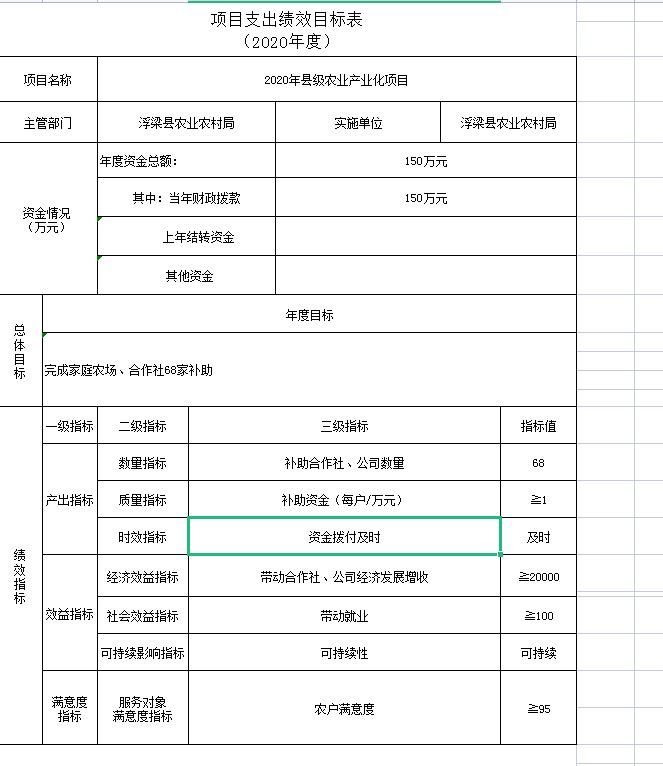 项目支出绩效目标表
（2020年度）
项目名称 2020年县级农业产业化项目
主管部门 浮梁县农业农村局 实施单位 浮梁县农业农村局
资金情况
（万元）
年度资金总额： 150万元
其中：当年财政拨款 150万元
上年结转资金
其他资金
总体目标
年度目标
完成家庭农场、合作社68家补助
绩效指标
一级指标 二级指标 三级指标 指标值
产出指标
数量指标 补助合作社、公司数量 68
质量指标 补助资金（每户/万元） ≧1
时效指标 资金拨付及时 及时
效益指标
经济效益指标 带动合作社、公司经济发展增收 ≧20000
社会效益指标 带动就业 ≧100
可持续影响指标 可持续性 可持续
满意度
指标
服务对象
满意度指标
农户满意度 ≧95